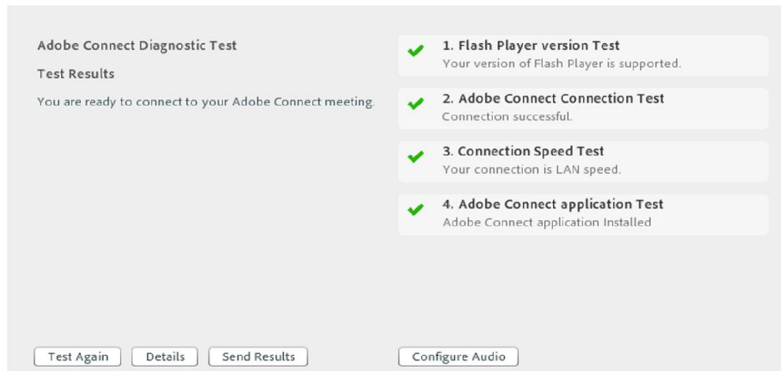 Adobe Connect Diagnostic Test
Test Results
You are ready to connect to your Adobe Connect meeting.
1. Flash Player version Test
Your version of Flash Player is supported.
2. Adobe Connect Connection Test
Connection successful.
3. Connection Speed Test
Your connection is LAN speed.
4. Adobe Connect application Test
Adobe Connect application Installed
Test Again
Details
Send Results
Configure Audio